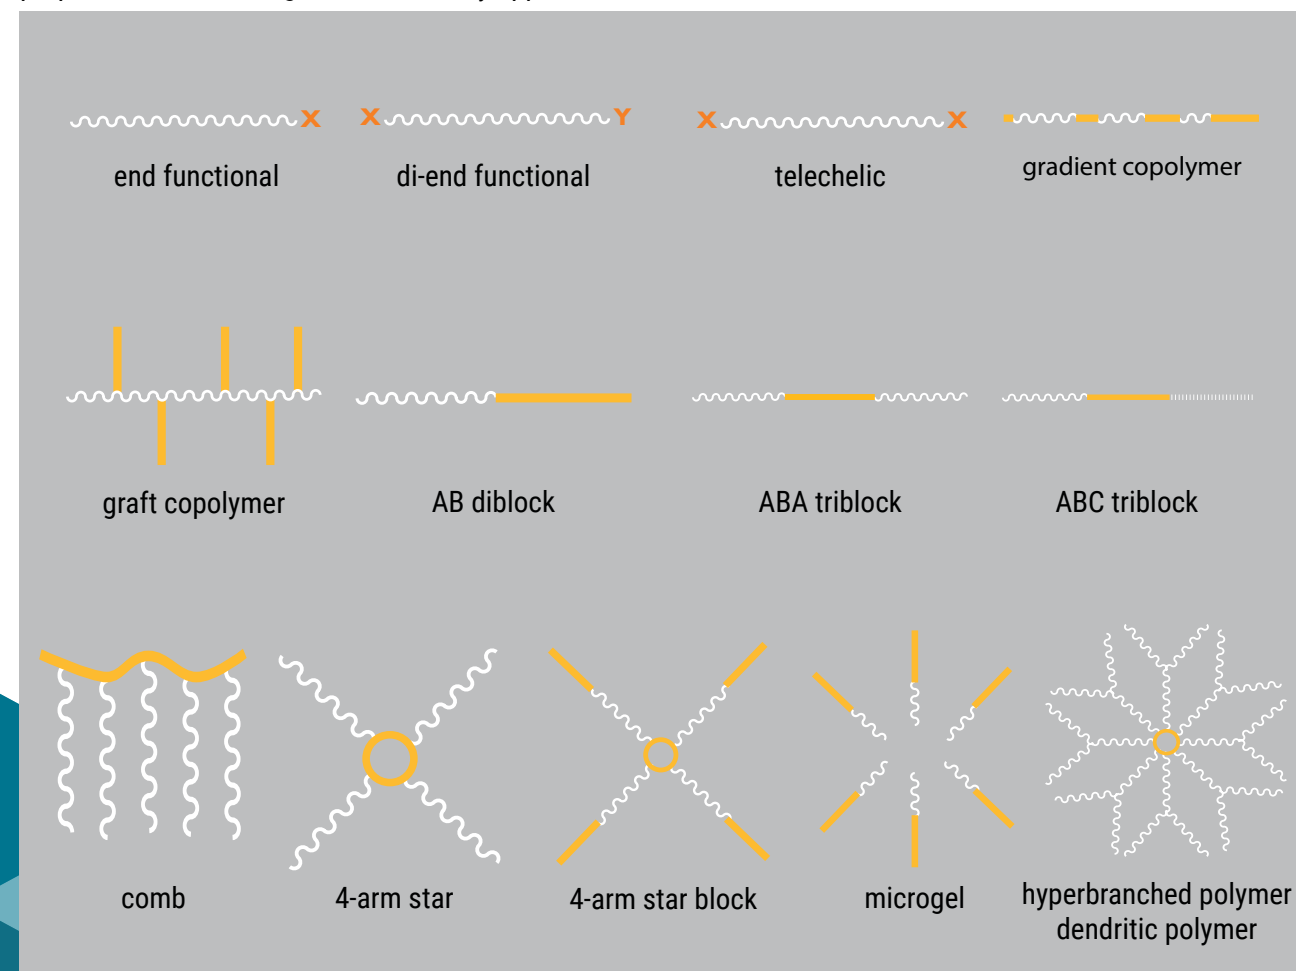 X
end functional
X Y
di-end functional
X X
telechelic
gradient copolymer
graft copolymer
AB diblock
ABA triblock
ABC triblock
comb
4-arm star
4-arm star block
microgel
hyperbranched polymer
dendritic polymer